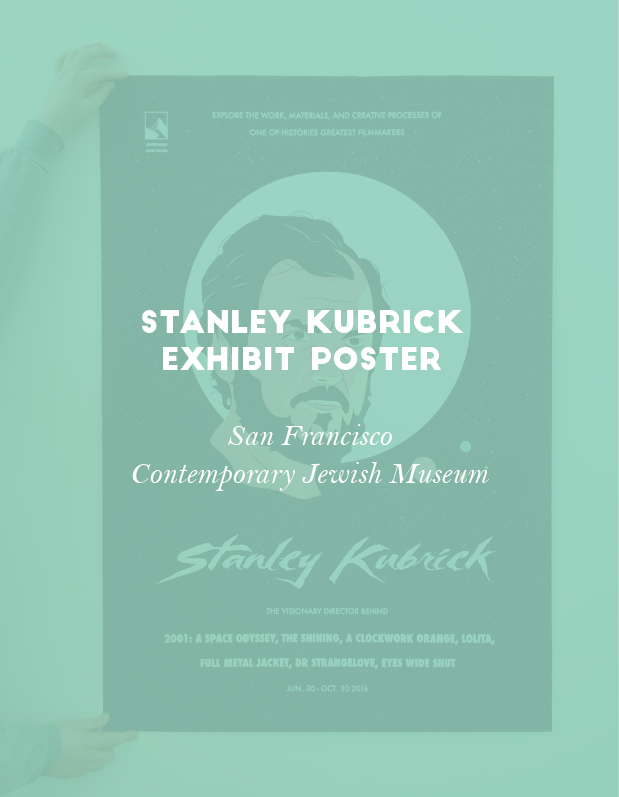 EXPLORE THE WORK, MATERIALS, AND CREATIVE PROCESSES OF
ONE OF HISTORIES GREATEST FILMMAKERS
STANLEY KUBRICK
EXHIBIT POSTER
San Francisco
Contemporary Jewish Museum
Stanley Kubrick
THE VISIONARY DIRECTOR BEHIND
2001: A SPACE ODYSSEY, THE SHINING, A CLOCKWORK ORANGE, LOLITA,
FULL METAL JACKET, DR STRANGELOVE, EYES WIDE SHUT
JUN. 30 - OCT. 30 2016